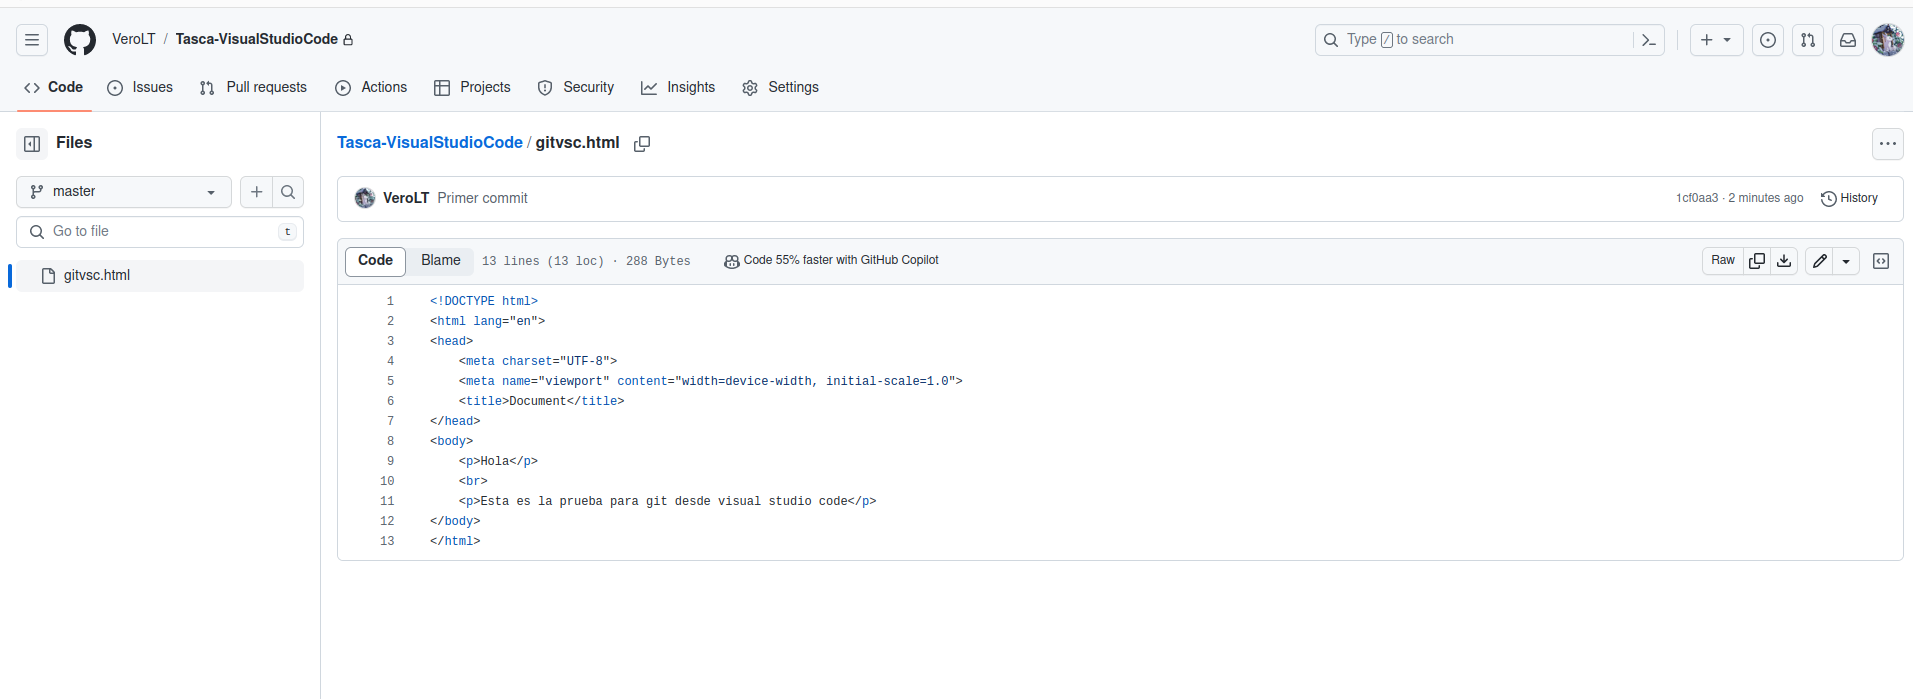 VeroLT / Tasca-VisualStudioCode
Type / to search
Code Issues Pull requests Actions Projects Security Insights Settings
Files
master
Go to file t
gitvsc.html
Tasca-VisualStudioCode / gitvsc.html
VeroLT Primer commit 1cf0aa3 · 2 minutes ago History
Code Blame 13 lines (13 loc) · 288 Bytes Code 55% faster with GitHub Copilot Raw
1 <!DOCTYPE html>
2 <html lang="en">
3 <head>
4     <meta charset="UTF-8">
5     <meta name="viewport" content="width=device-width, initial-scale=1.0">
6     <title>Document</title>
7 </head>
8 <body>
9     <p>Hola</p>
10     <br>
11     <p>Esta es la prueba para git desde visual studio code</p>
12 </body>
13 </html>